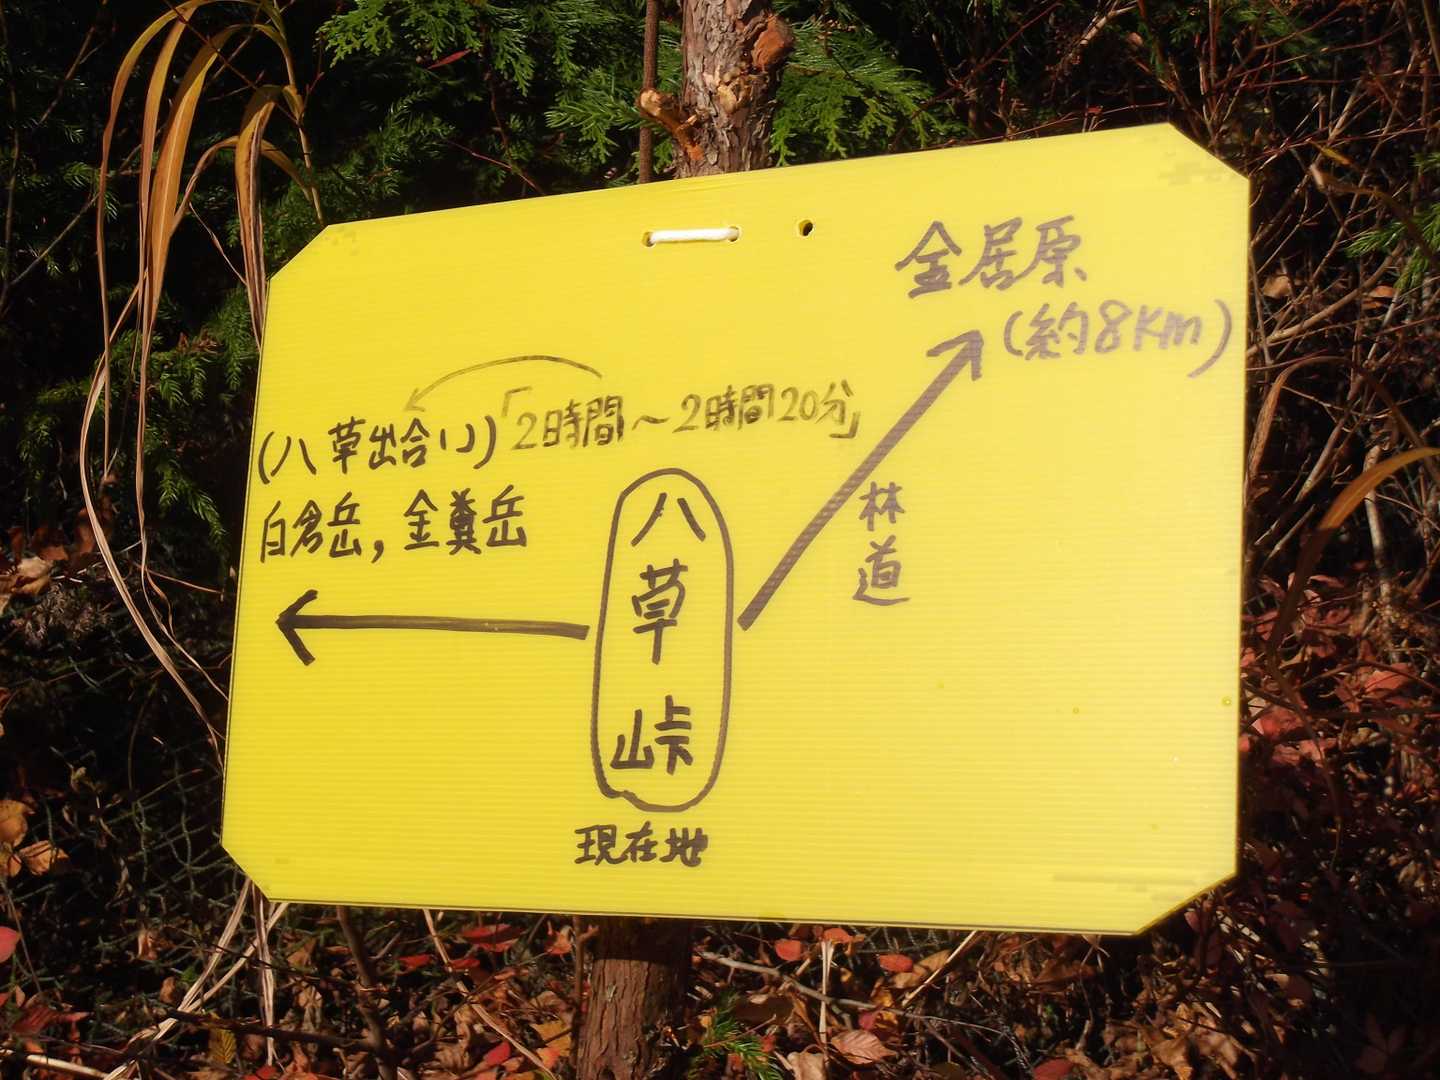 金居原
(約8Km)
「2時間～2時間20分」
(八草出合い)
白倉岳,金糞岳
林道
八草峠
現在地